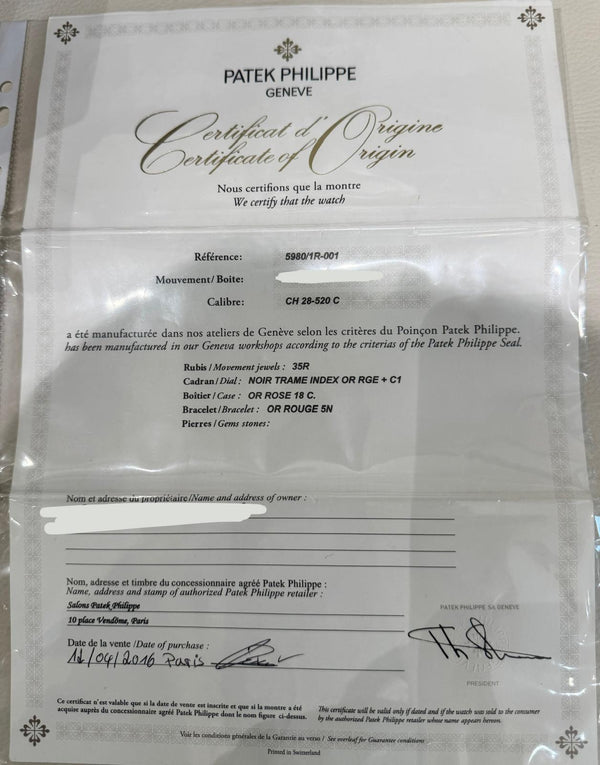 PATEK PHILIPPE
GENEVE
Certificat d'Origine
Certificate of Origin
Nous certifions que la montre
We certify that the watch
Référence: 5980/1R-001
Mouvement/Boite:
Calibre: CH 28-520 C
a été manufacturée dans nos ateliers de Genève selon les critères du Poinçon Patek Philippe.
has been manufactured in our Geneva workshops according to the criterias of the Patek Philippe Seal.
Rubis/Movement jewels: 35R
Cadran/Dial: NOIR TRAME INDEX OR RGE + C1
Boîtier/Case: OR ROSE 18 C.
Bracelet/Bracelet: OR ROUGE 5N
Pierres/Gems stones:
Nom et adresse du propriétaire/Name and address of owner :
Nom, adresse et timbre du concessionnaire agréé Patek Philippe :
Name, address and stamp of authorized Patek Philippe retailer :
Salons Patek Philippe
10 place Vendôme, Paris
PATEK PHILIPPE SA GENEVE
Date de la vente /Date of purchase :
12/04/2016 Paris
PRESIDENT
Ce certificat n'est valable que si la date de vente est inscrite et que si la montre a été
acquise auprès du concessionnaire agréé Patek Philippe dont le nom figure ci-dessus.
This certificate will be valid only if dated and if the watch was sold to the consumer
by the authorized Patek Philippe retailer whose name appears hereon.
Voir les conditions générales de la Garantie au verso / See overleaf for Guarantee conditions
Printed in Switzerland